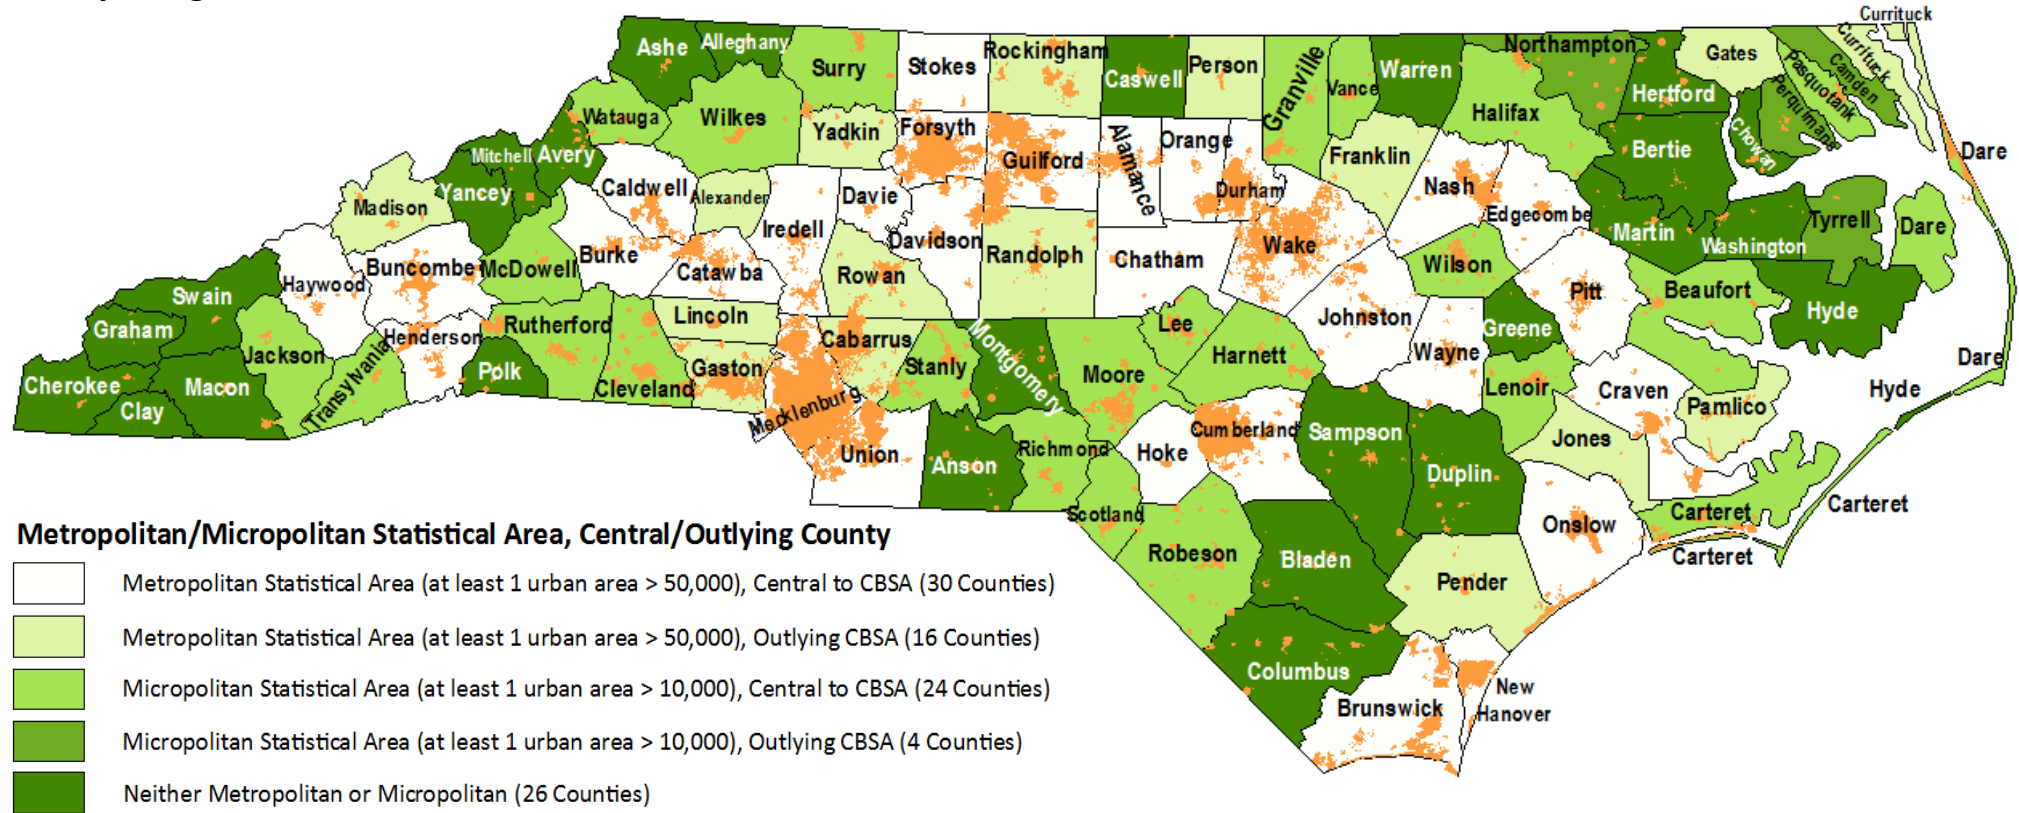 Currituck
Ashe
Alleghany
Surry
Stokes
Rockingham
Caswell
Person
Granville
Vance
Warren
Northampton
Hertford
Gates
Pasquotank
Camden
Currituck
Perquimans
Chowan
Watauga
Wilkes
Yadkin
Forsyth
Guilford
Alamance
Orange
Durham
Franklin
Halifax
Bertie
Dare
Mitchell
Avery
Yancey
Caldwell
Alexander
Davie
Iredell
Nash
Edgecombe
Martin
Washington
Tyrrell
Dare
Madison
Buncombe
McDowell
Burke
Catawba
Rowan
Davidson
Randolph
Chatham
Wake
Wilson
Pitt
Beaufort
Hyde
Haywood
Swain
Graham
Jackson
Transylvania
Henderson
Rutherford
Polk
Cleveland
Lincoln
Gaston
Cabarrus
Stanly
Montgomery
Moore
Lee
Harnett
Johnston
Wayne
Greene
Lenoir
Craven
Pamlico
Dare
Hyde
Cherokee
Clay
Macon
Mecklenburg
Union
Anson
Richmond
Hoke
Cumberland
Sampson
Duplin
Jones
Scotland
Robeson
Bladen
Onslow
Carteret
Carteret
Carteret
Pender
Columbus
Brunswick
New
Hanover
Metropolitan/Micropolitan Statistical Area, Central/Outlying County
Metropolitan Statistical Area (at least 1 urban area > 50,000), Central to CBSA (30 Counties)
Metropolitan Statistical Area (at least 1 urban area > 50,000), Outlying CBSA (16 Counties)
Micropolitan Statistical Area (at least 1 urban area > 10,000), Central to CBSA (24 Counties)
Micropolitan Statistical Area (at least 1 urban area > 10,000), Outlying CBSA (4 Counties)
Neither Metropolitan or Micropolitan (26 Counties)